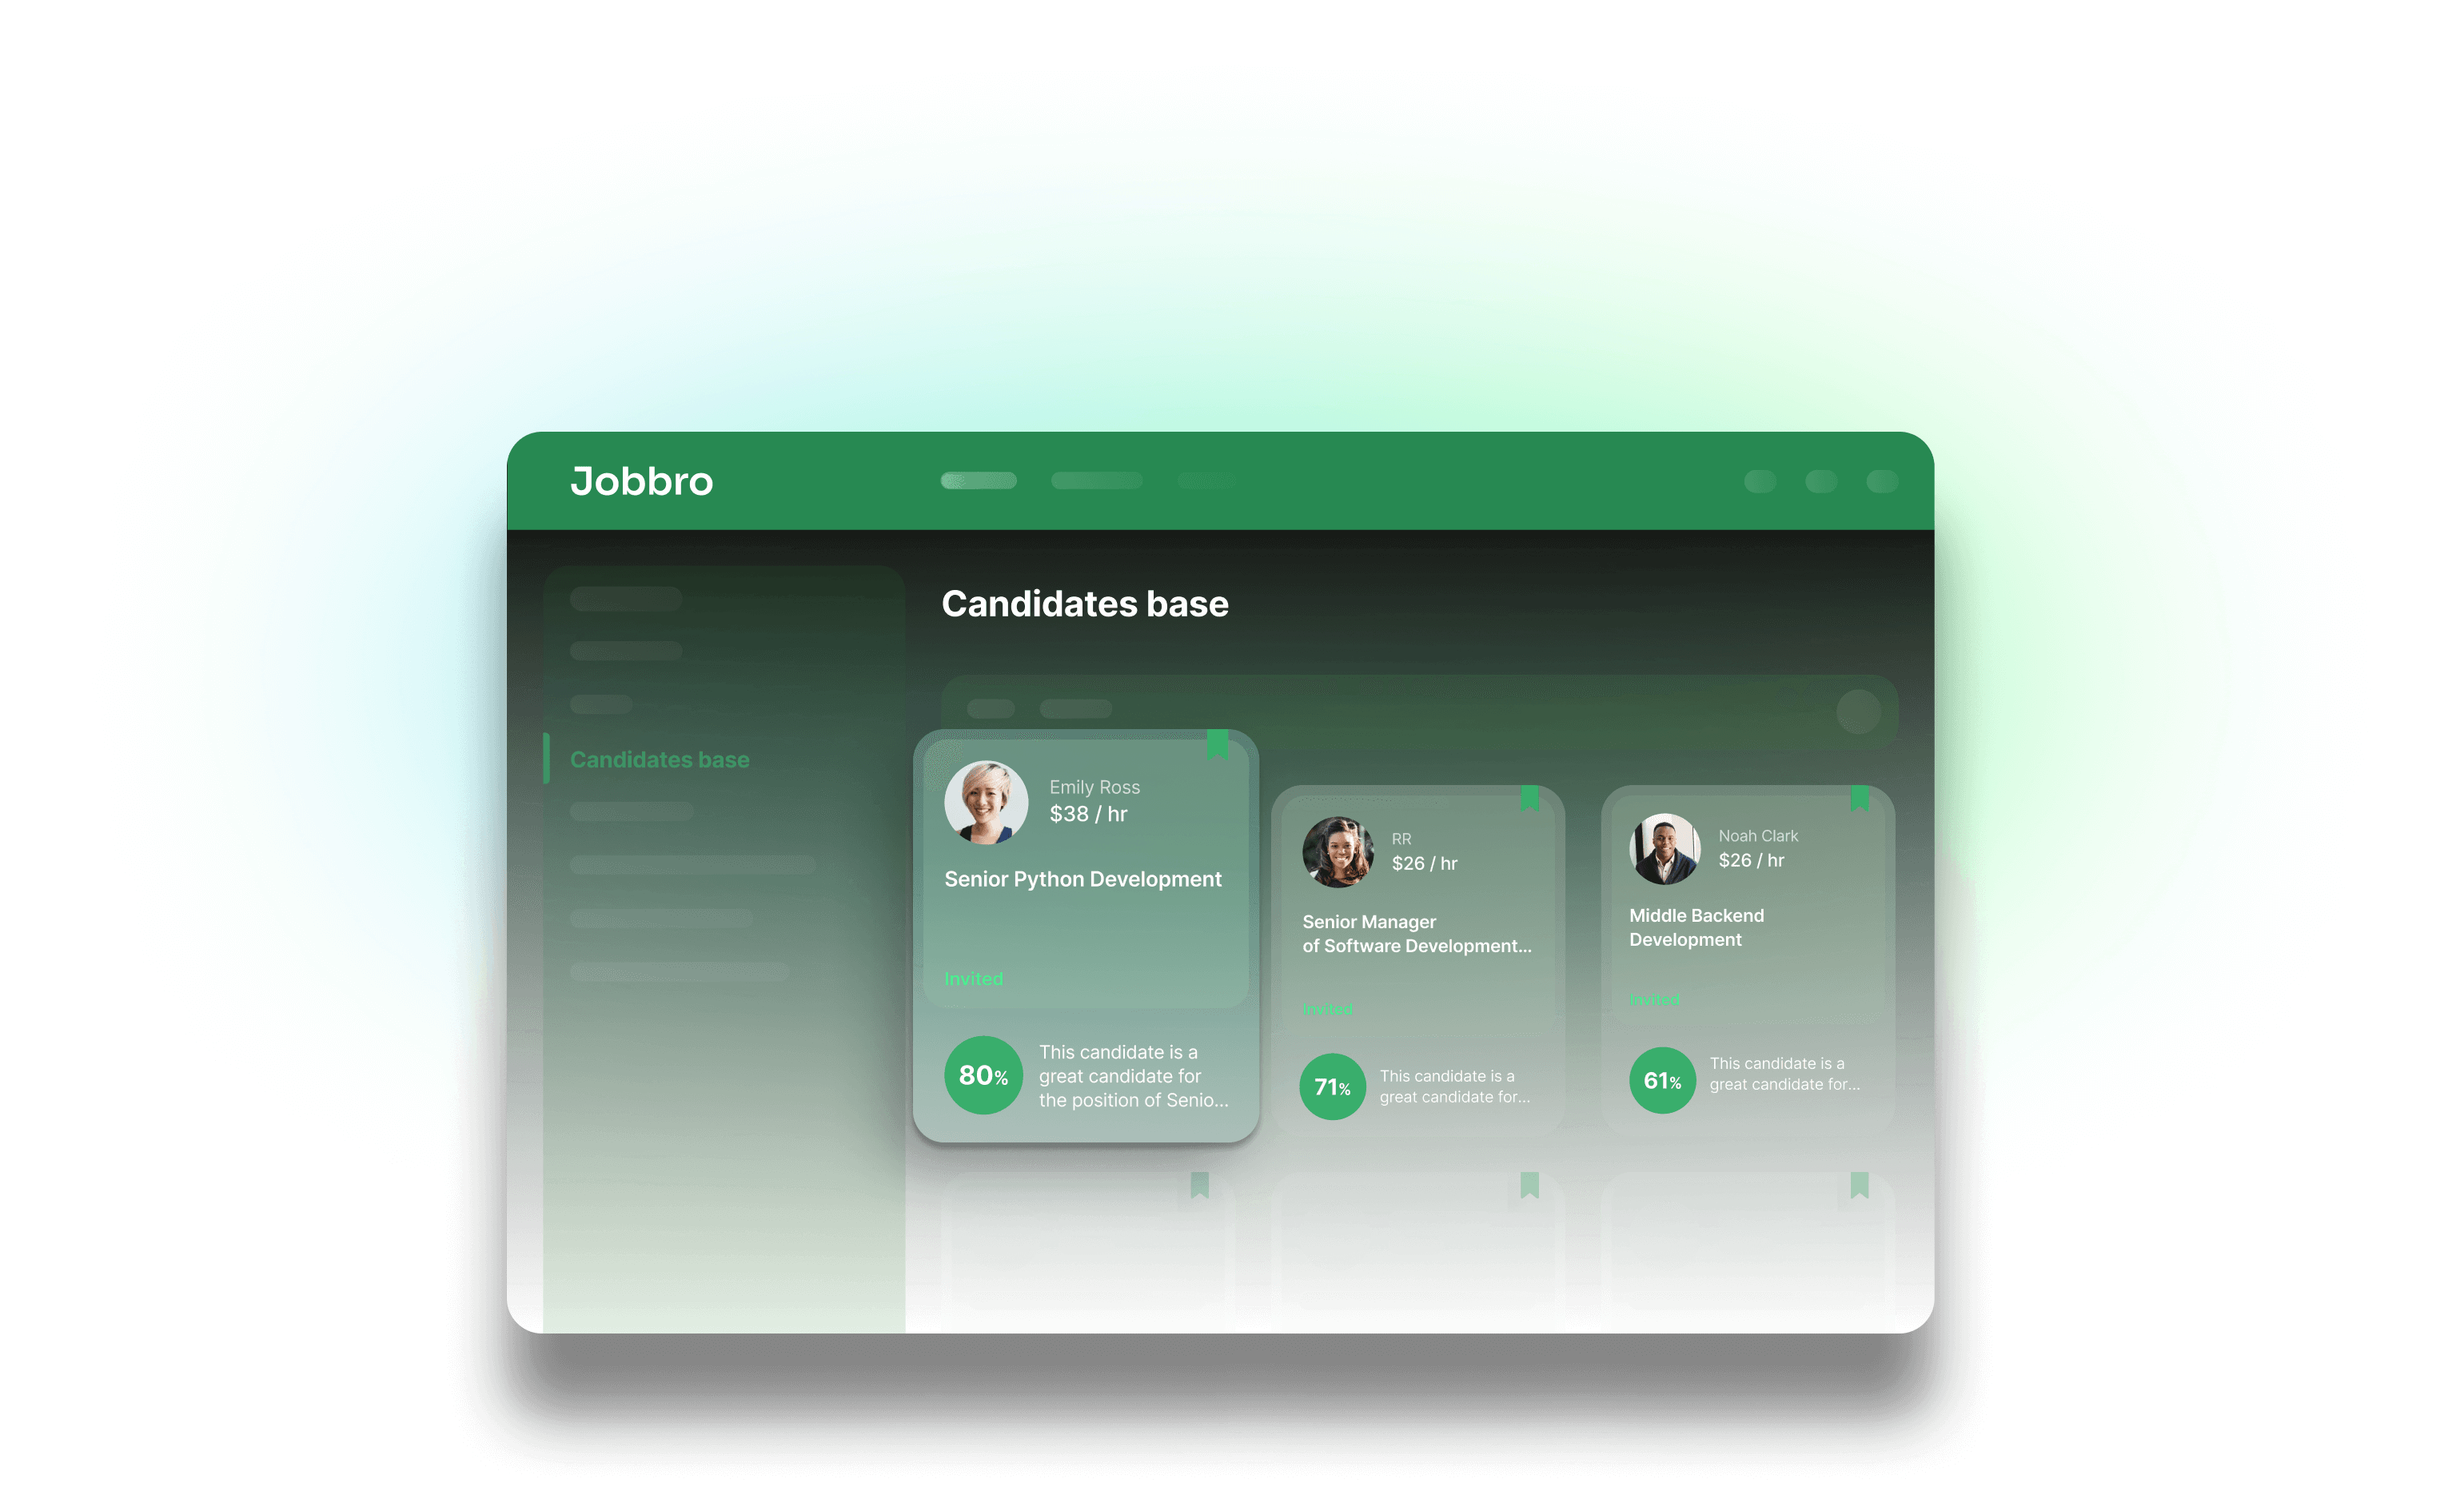 Jobbro
Candidates base
Candidates base
Emily Ross
$38 / hr
Senior Python Development
Invited
80%
This candidate is a
great candidate for
the position of Senio...
RR
$26 / hr
Senior Manager
of Software Development...
Invited
71%
This candidate is a
great candidate for...
Noah Clark
$26 / hr
Middle Backend
Development
Invited
61%
This candidate is a
great candidate for...